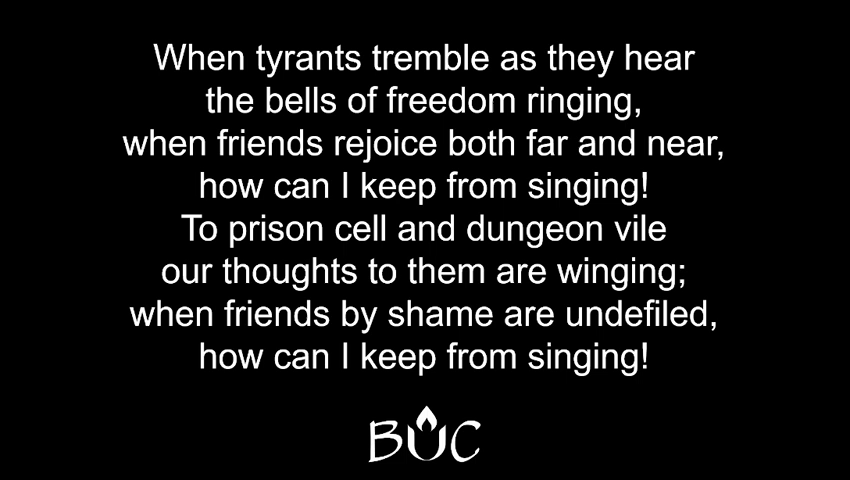 When tyrants tremble as they hear
the bells of freedom ringing,
when friends rejoice both far and near,
how can I keep from singing!
To prison cell and dungeon vile
our thoughts to them are winging;
when friends by shame are undefiled,
how can I keep from singing!
BUC